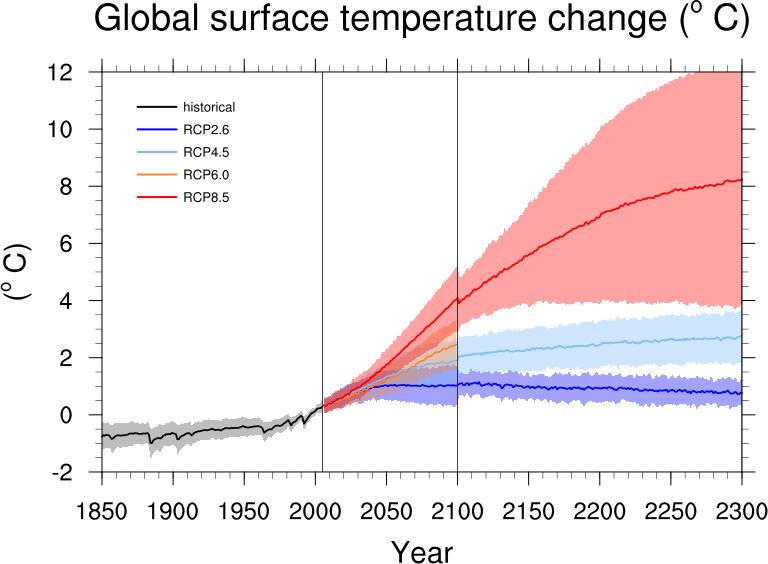 Global surface temperature change (° C)
12
10
8
6
4
2
0
-2
(° C)
historical
RCP2.6
RCP4.5
RCP6.0
RCP8.5
1850 1900 1950 2000 2050 2100 2150 2200 2250 2300
Year